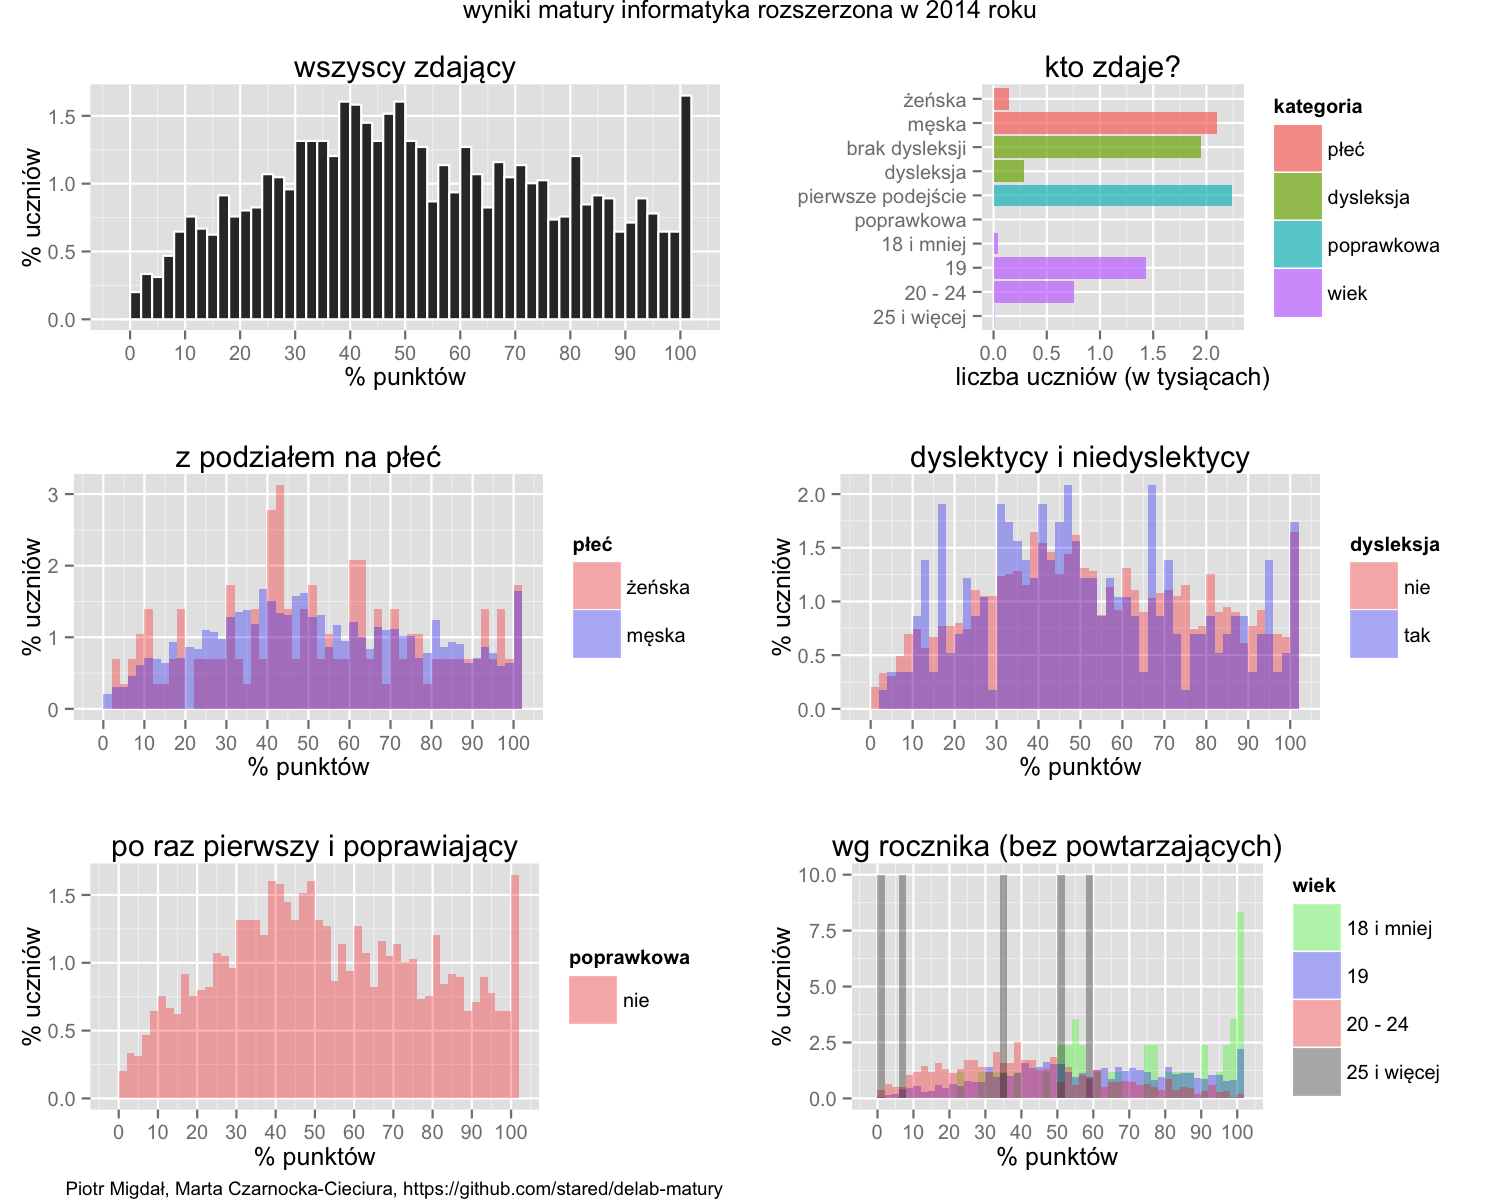 wyniki matury informatyka rozszerzona w 2014 roku
wszyscy zdający
% uczniów
1.5
1.0
0.5
0.0
0 10 20 30 40 50 60 70 80 90 100
% punktów
kto zdaje?
żeńska
męska
brak dysleksji
dysleksja
pierwsze podejście
poprawkowa
18 i mniej
19
20 - 24
25 i więcej
0.0 0.5 1.0 1.5 2.0
liczba uczniów (w tysiącach)
kategoria
płeć
dysleksja
poprawkowa
wiek
z podziałem na płeć
% uczniów
3
2
1
0
0 10 20 30 40 50 60 70 80 90 100
% punktów
płeć
żeńska
męska
dyslektycy i niedyslektycy
% uczniów
2.0
1.5
1.0
0.5
0.0
0 10 20 30 40 50 60 70 80 90 100
% punktów
dysleksja
nie
tak
po raz pierwszy i poprawiający
% uczniów
1.5
1.0
0.5
0.0
0 10 20 30 40 50 60 70 80 90 100
% punktów
poprawkowa
nie
wg rocznika (bez powtarzających)
% uczniów
10.0
7.5
5.0
2.5
0.0
0 10 20 30 40 50 60 70 80 90 100
% punktów
wiek
18 i mniej
19
20 - 24
25 i więcej
Piotr Migdał, Marta Czarnocka-Cieciura, https://github.com/stared/delab-matury